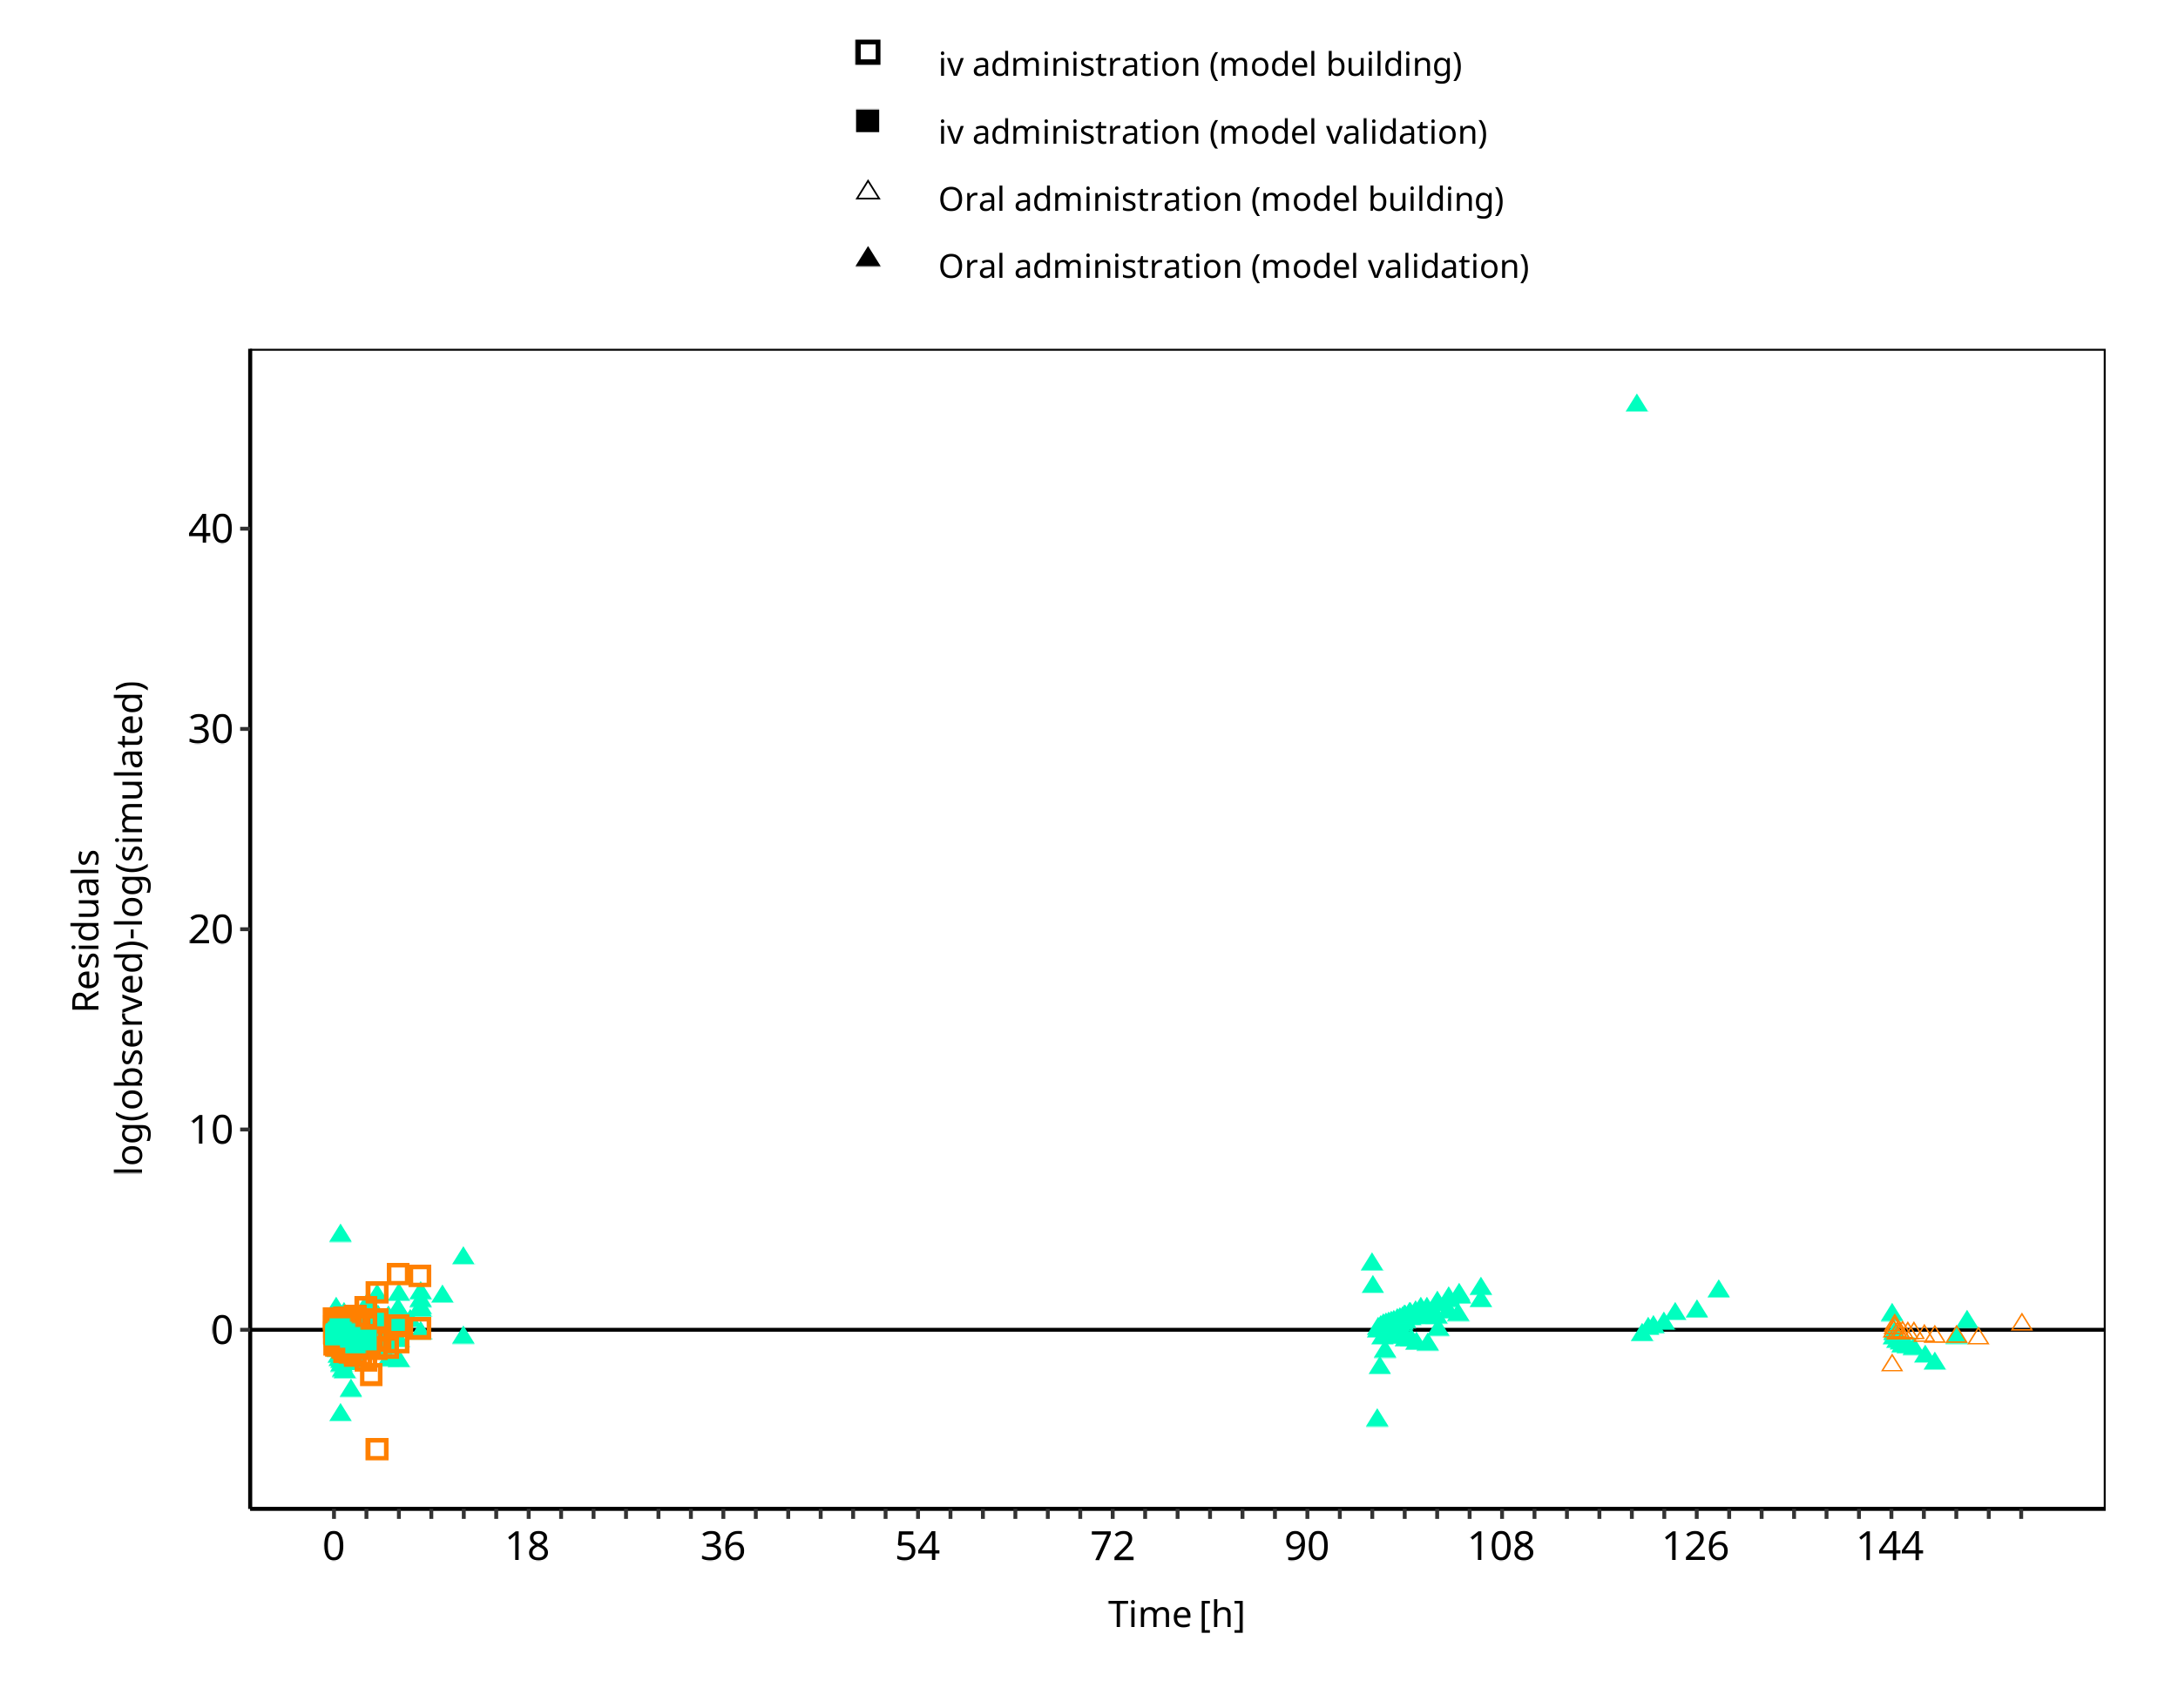 iv administration (model building)
iv administration (model validation)
Oral administration (model building)
Oral administration (model validation)
Residuals
log(observed)-log(simulated)
40
30
20
10
0
0 18 36 54 72 90 108 126 144
Time [h]